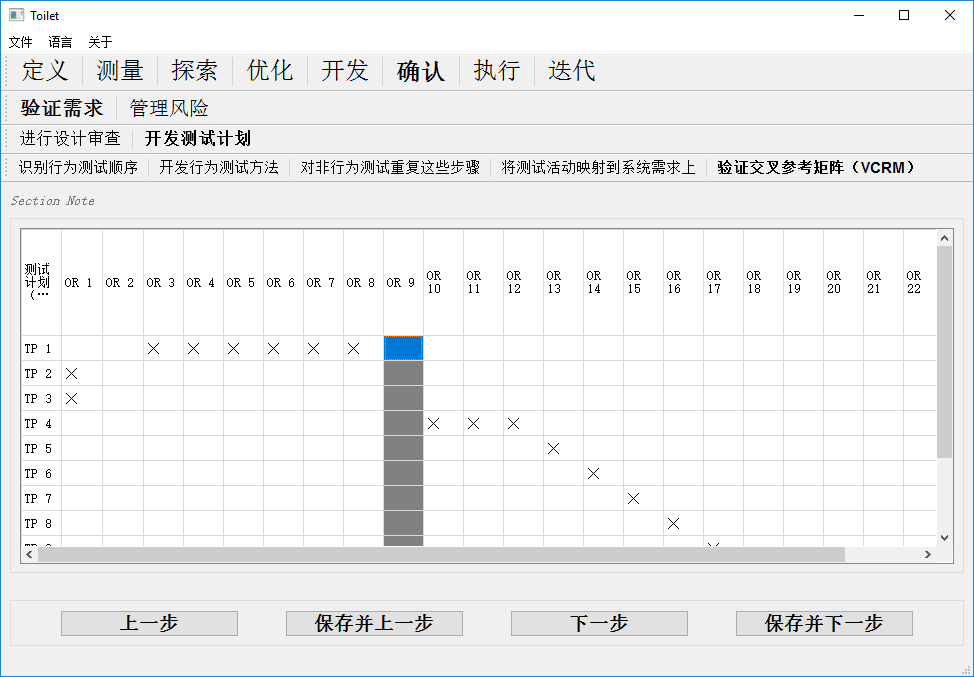 Toilet
文件 语言 关于
定义 测量 探索 优化 开发 确认 执行 迭代
验证需求 管理风险
进行设计审查 开发测试计划
识别行为测试顺序 开发行为测试方法 对非行为测试重复这些步骤 将测试活动映射到系统需求上 验证交叉参考矩阵（VCRM）
Section Note
测试计划（… OR 1 OR 2 OR 3 OR 4 OR 5 OR 6 OR 7 OR 8 OR 9 OR 10 OR 11 OR 12 OR 13 OR 14 OR 15 OR 16 OR 17 OR 18 OR 19 OR 20 OR 21 OR 22
TP 1 X X X X X X
TP 2 X
TP 3 X
TP 4 X X X
TP 5 X
TP 6 X
TP 7 X
TP 8 X
上一步 保存并上一步 下一步 保存并下一步